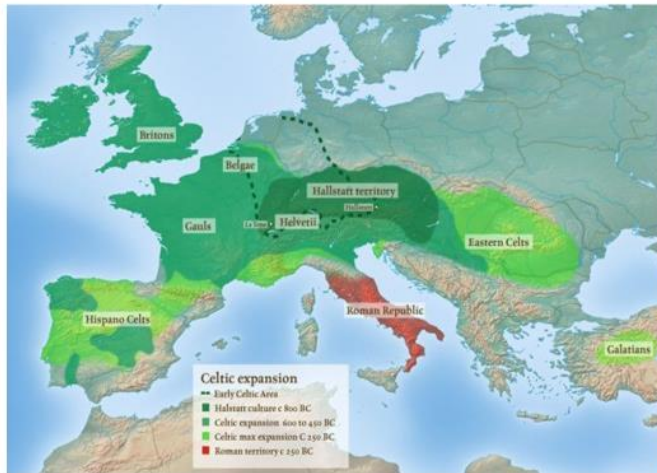 Britons
Belgae
Hallstatt territory
Hallstatt
La Tene
Helvetii
Gauls
Eastern Celts
Roman Republic
Hispano Celts
Galatians
Celtic expansion
Early Celtic Area
Halstatt culture c 800 BC
Celtic expansion 600 to 450 BC
Celtic max expansion C 250 BC
Roman territory c 250 BC